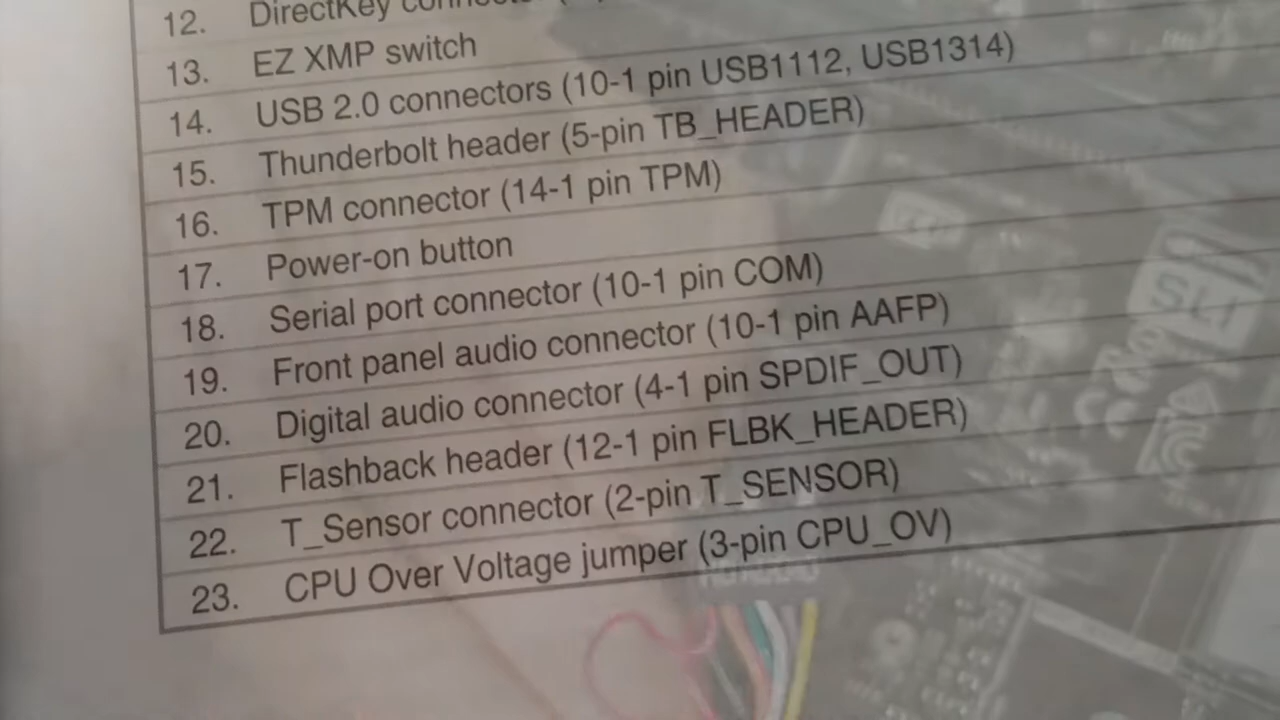 12. DirectKey
13. EZ XMP switch
14. USB 2.0 connectors (10-1 pin USB1112, USB1314)
15. Thunderbolt header (5-pin TB_HEADER)
16. TPM connector (14-1 pin TPM)
17. Power-on button
18. Serial port connector (10-1 pin COM)
19. Front panel audio connector (10-1 pin AAFP)
20. Digital audio connector (4-1 pin SPDIF_OUT)
21. Flashback header (12-1 pin FLBK_HEADER)
22. T_Sensor connector (2-pin T_SENSOR)
23. CPU Over Voltage jumper (3-pin CPU_OV)
SLI